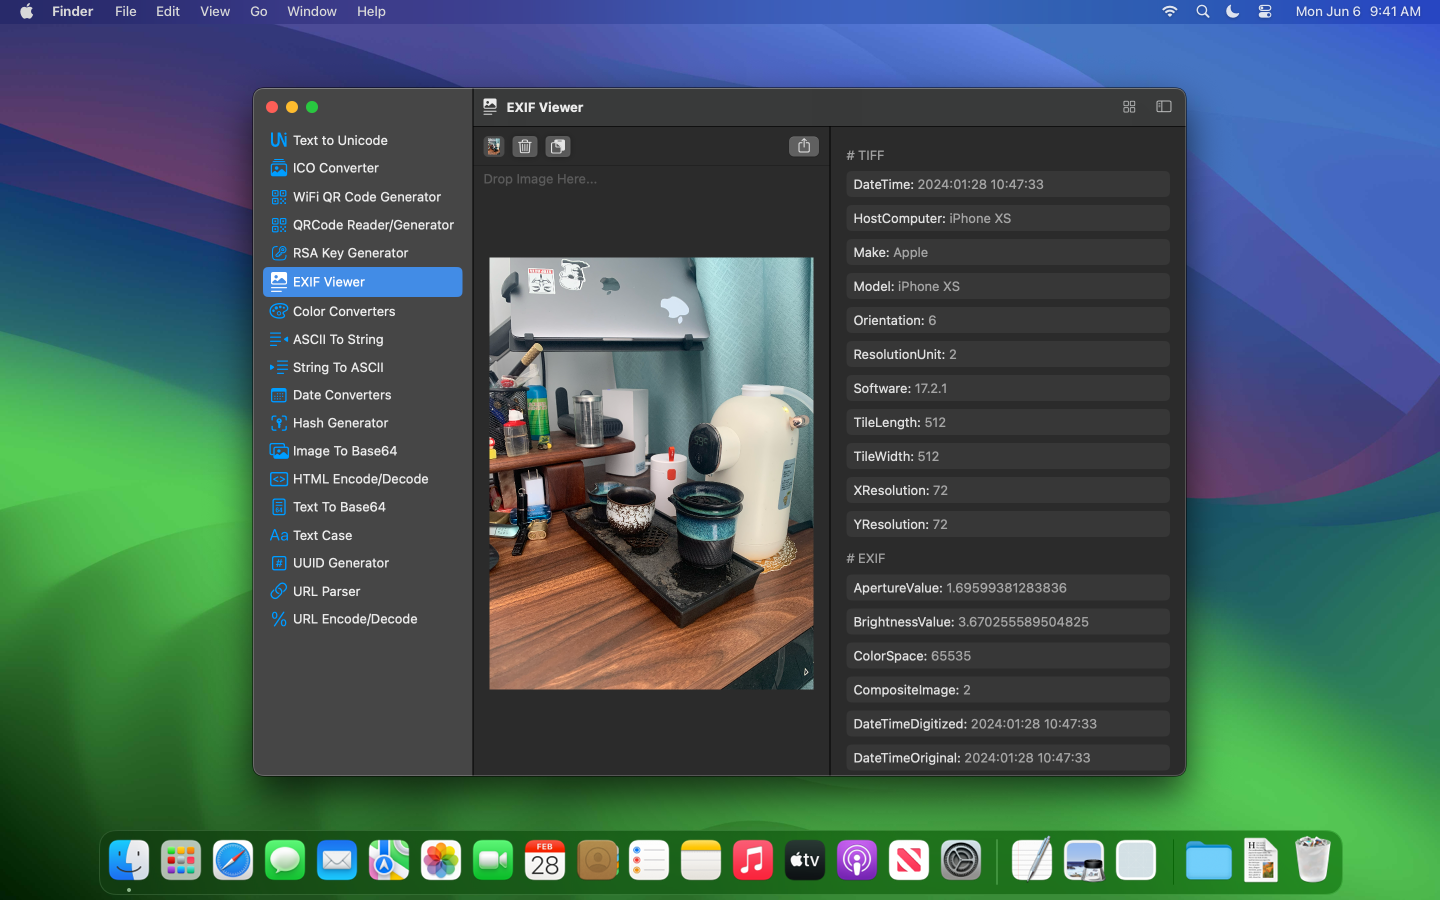 Finder File Edit View Go Window Help Mon Jun 6 9:41 AM
EXIF Viewer
Text to Unicode
ICO Converter
WiFi QR Code Generator
QRCode Reader/Generator
RSA Key Generator
EXIF Viewer
Color Converters
ASCII To String
String To ASCII
Date Converters
Hash Generator
Image To Base64
HTML Encode/Decode
Text To Base64
Aa Text Case
UUID Generator
URL Parser
URL Encode/Decode
Drop Image Here...
# TIFF
DateTime: 2024:01:28 10:47:33
HostComputer: iPhone XS
Make: Apple
Model: iPhone XS
Orientation: 6
ResolutionUnit: 2
Software: 17.2.1
TileLength: 512
TileWidth: 512
XResolution: 72
YResolution: 72
# EXIF
ApertureValue: 1.69599381283836
BrightnessValue: 3.670255589504825
ColorSpace: 65535
CompositeImage: 2
DateTimeDigitized: 2024:01:28 10:47:33
DateTimeOriginal: 2024:01:28 10:47:33
FEB
28
tv